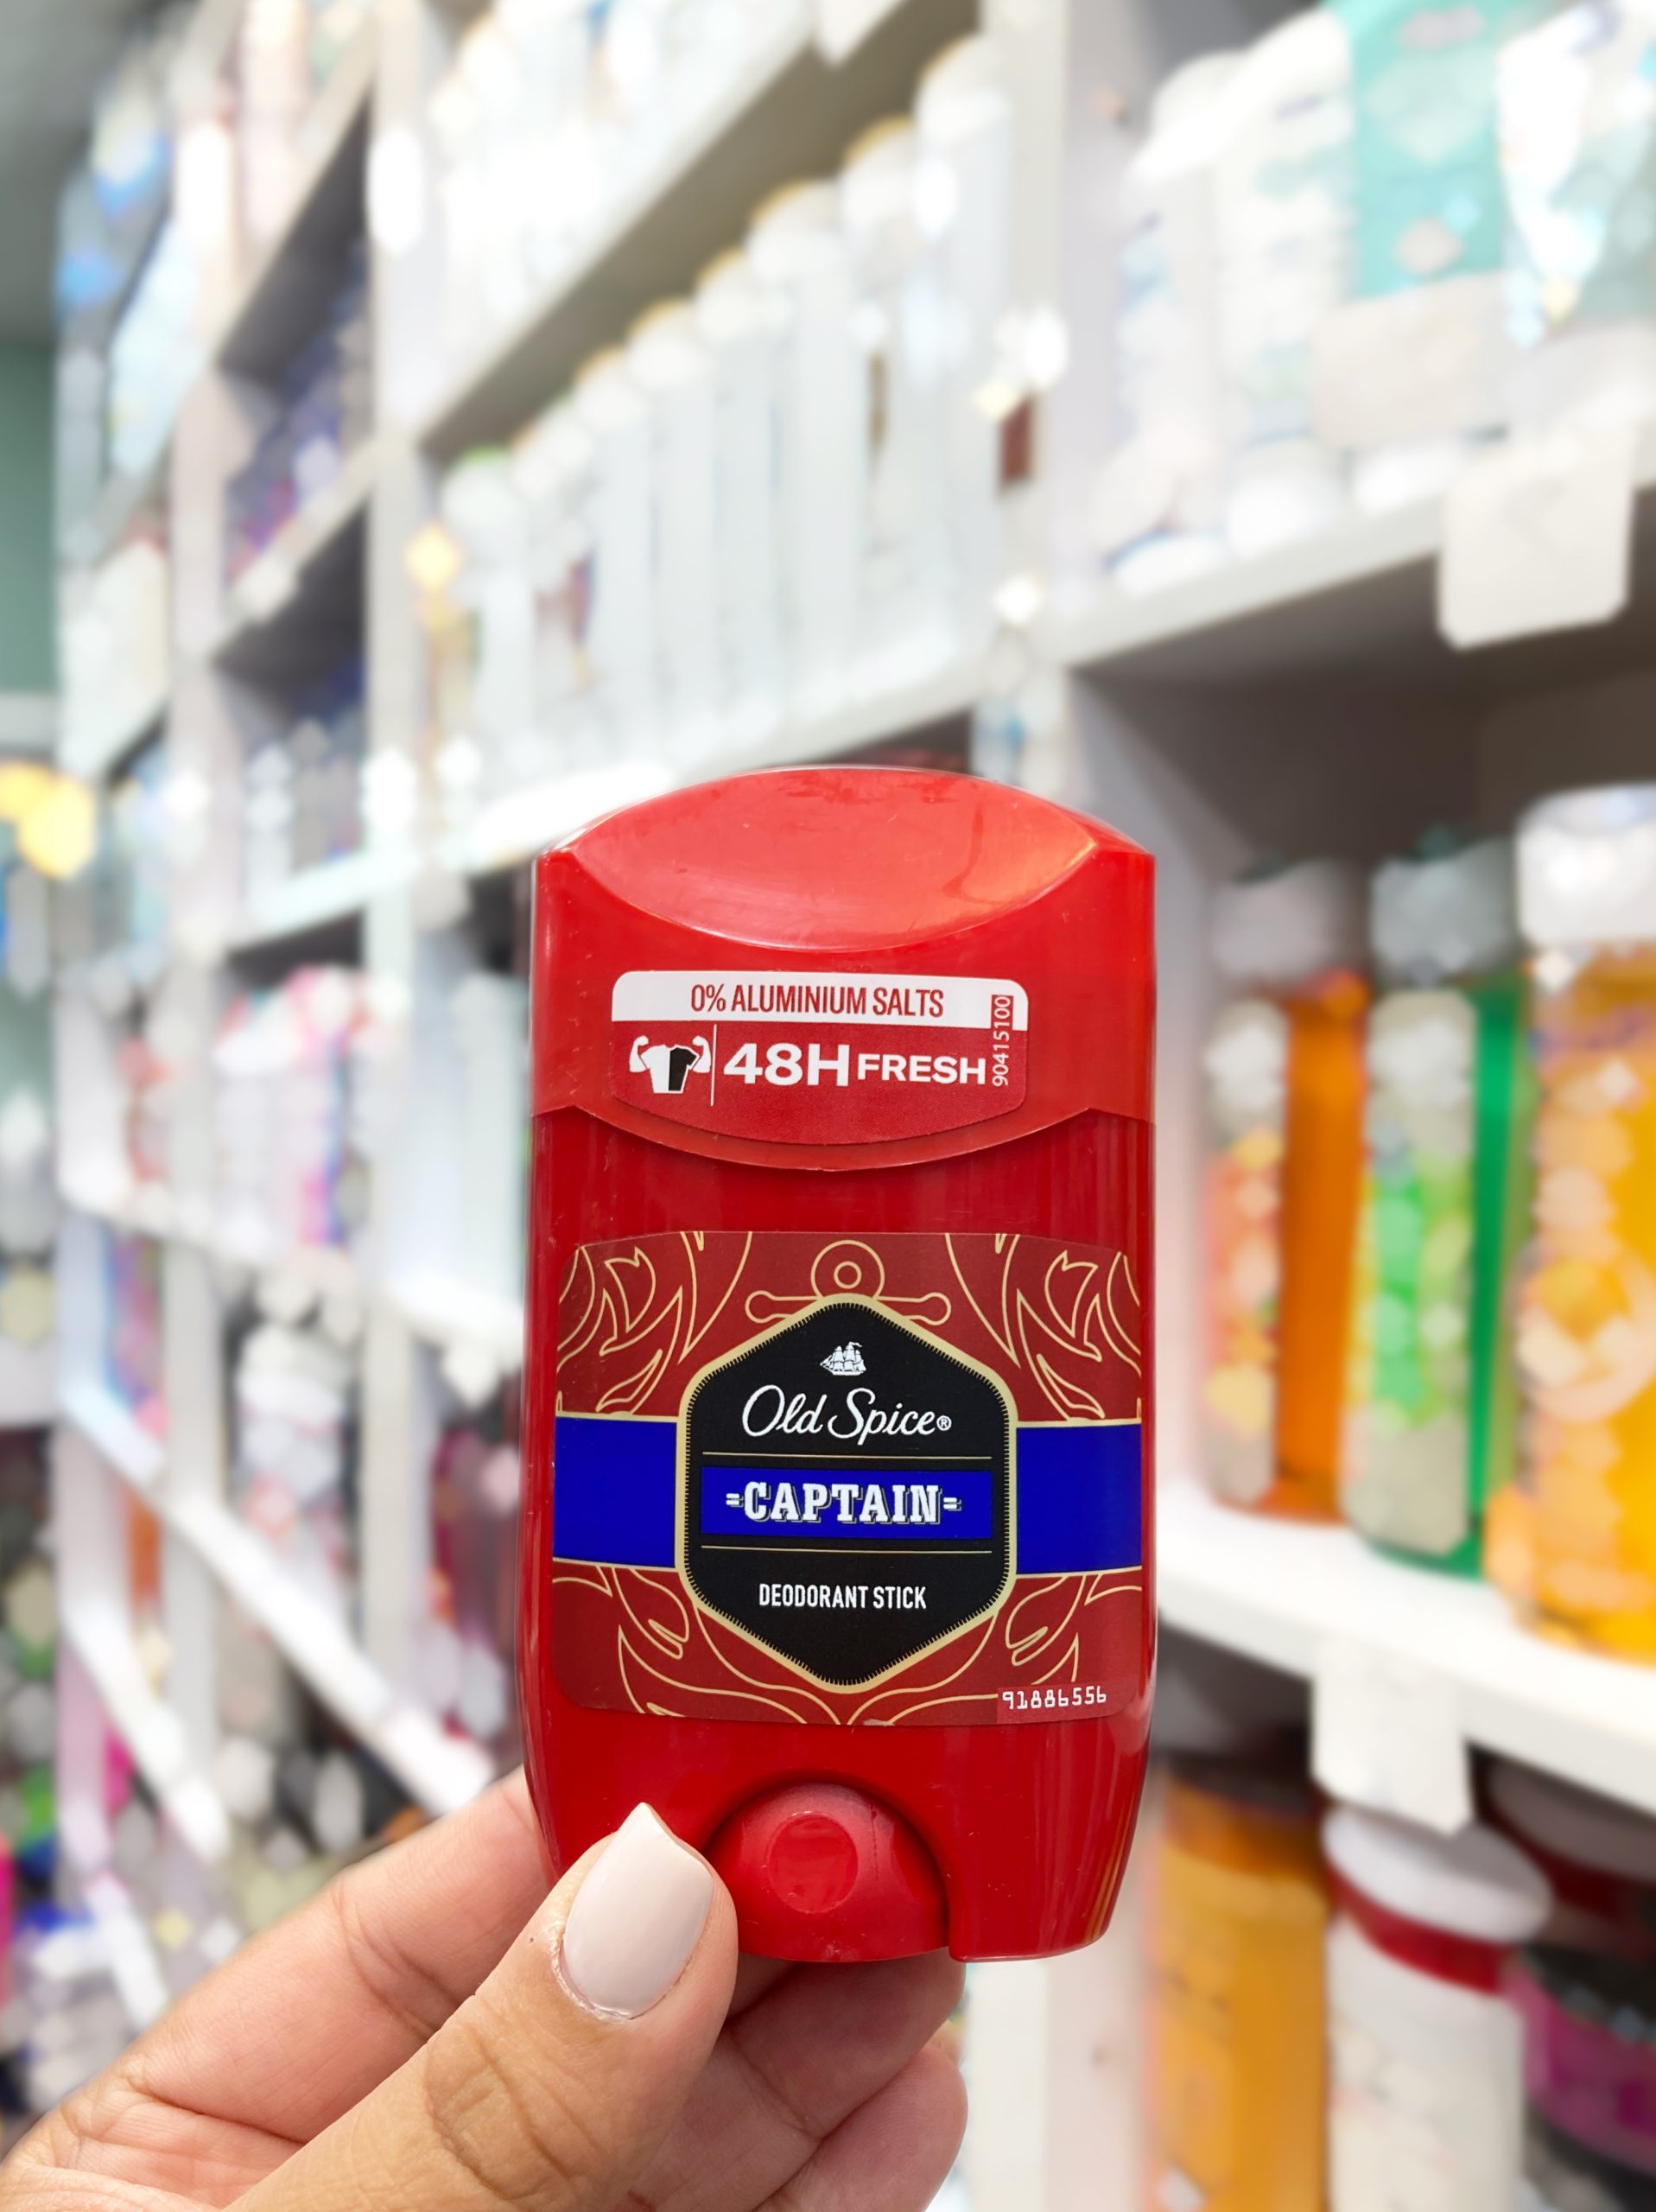 0% ALUMINIUM SALTS
48H FRESH
90415100
Old Spice®
=CAPTAIN=
DEODORANT STICK
91886556